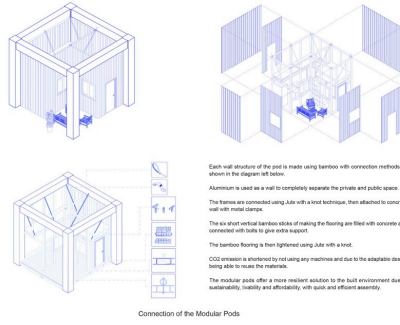 Each wall structure of the pod is made using bamboo with connection methods
shown in the diagram left below.
Aluminium is used as a wall to completely separate the private and public space.
The frames are connected using Jute with a knot technique, then attached to concr
wall with metal clamps.
The six short vertical bamboo sticks of making the flooring are filled with concrete a
connected with bolts to give extra support.
The bamboo flooring is then tightened using Jute with a knot.
CO2 emission is shortened by not using any machines and due to the adaptable dea
being able to reuse the materials.
The modular pods offer a more resilient solution to the built environment due
sustainability, livability and affordability, with quick and efficient assembly.
Connection of the Modular Pods